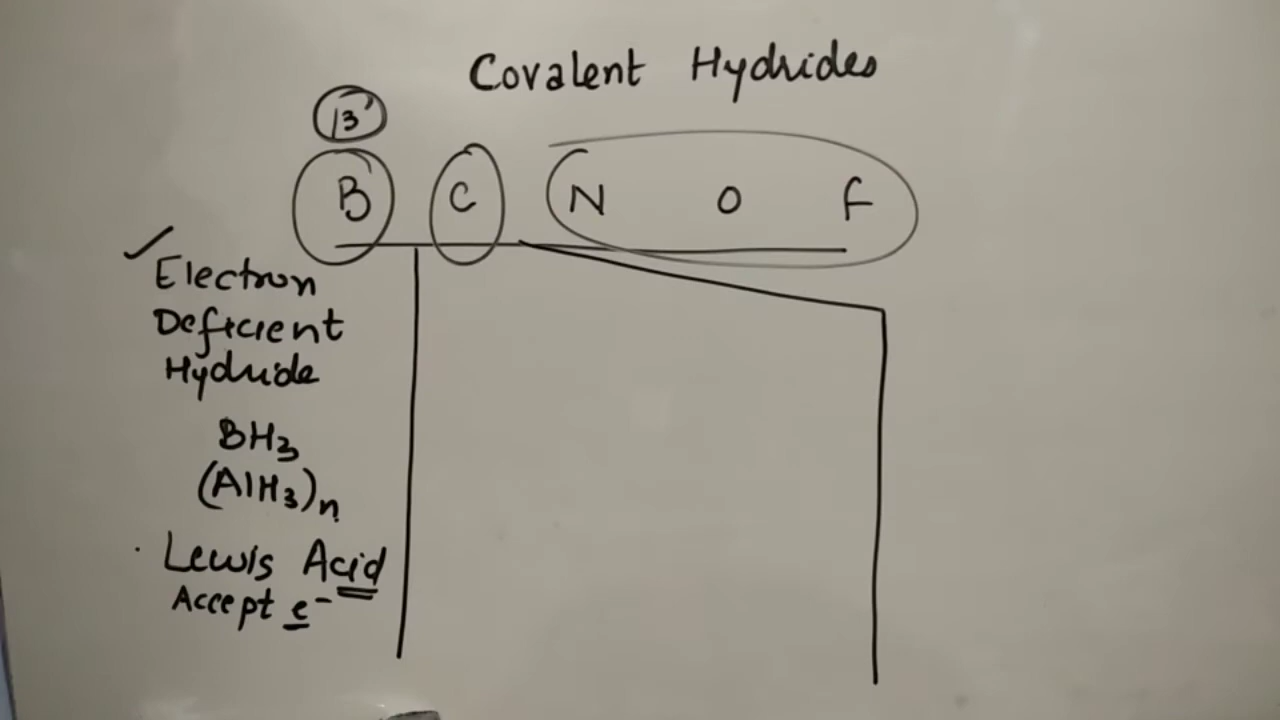 Covalent Hydrides
13
B C N O F
Electron
Deficient
Hydride
BH₃
(AlH₃)ₙ
Lewis Acid
Accept e⁻